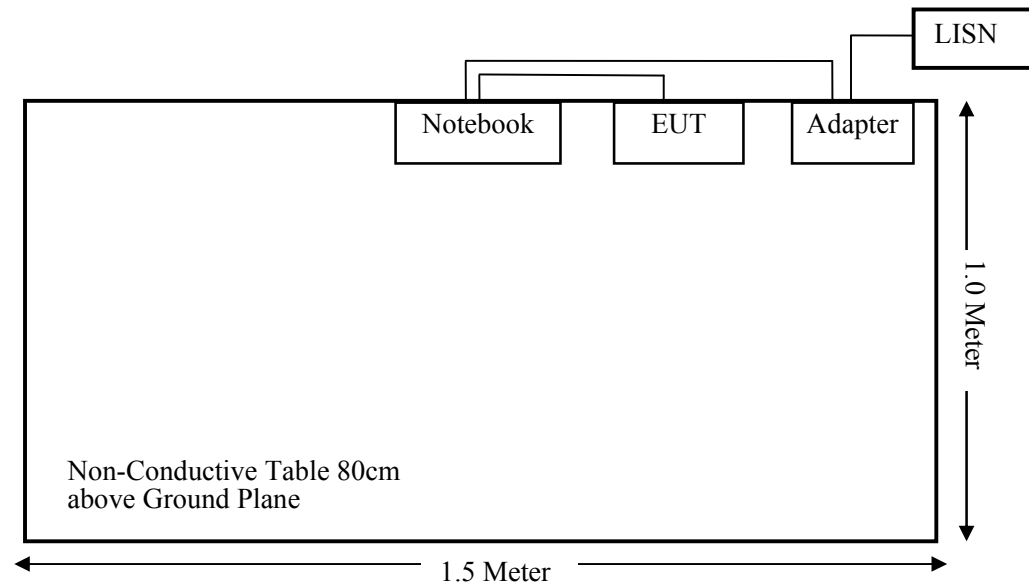 LISN
Notebook
EUT
Adapter
1.0 Meter
Non-Conductive Table 80cm
above Ground Plane
1.5 Meter